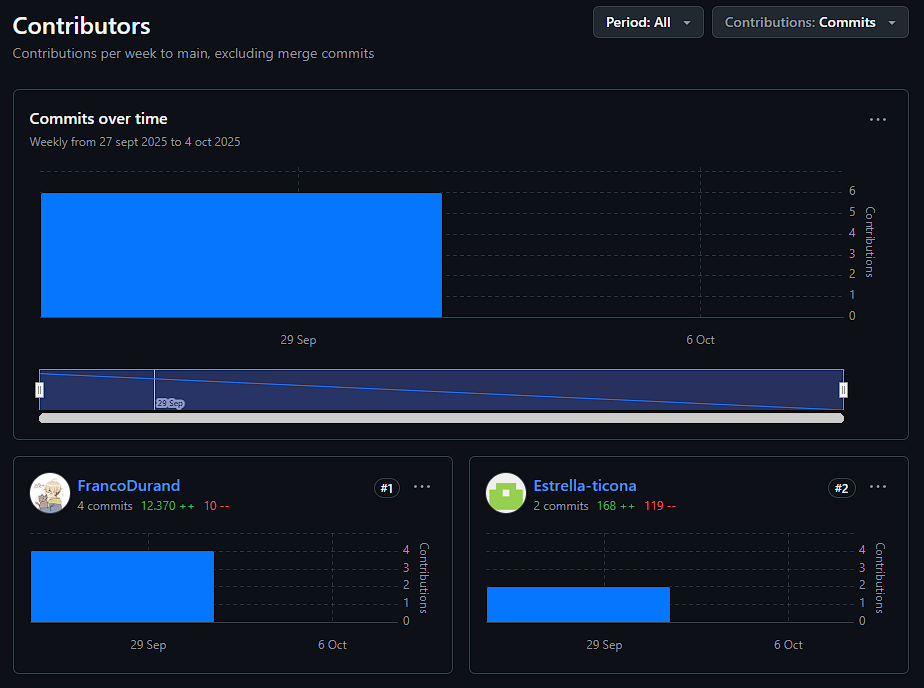 Contributors
Period: All
Contributions: Commits
Contributions per week to main, excluding merge commits
Commits over time
Weekly from 27 sept 2025 to 4 oct 2025
6
5
4
3
2
1
0
Contributions
29 Sep
6 Oct
29 Sep
FrancoDurand
#1
4 commits 12.370 ++ 10 --
4
3
2
1
0
Contributions
29 Sep
6 Oct
Estrella-ticona
#2
2 commits 168 ++ 119 --
4
3
2
1
0
Contributions
29 Sep
6 Oct